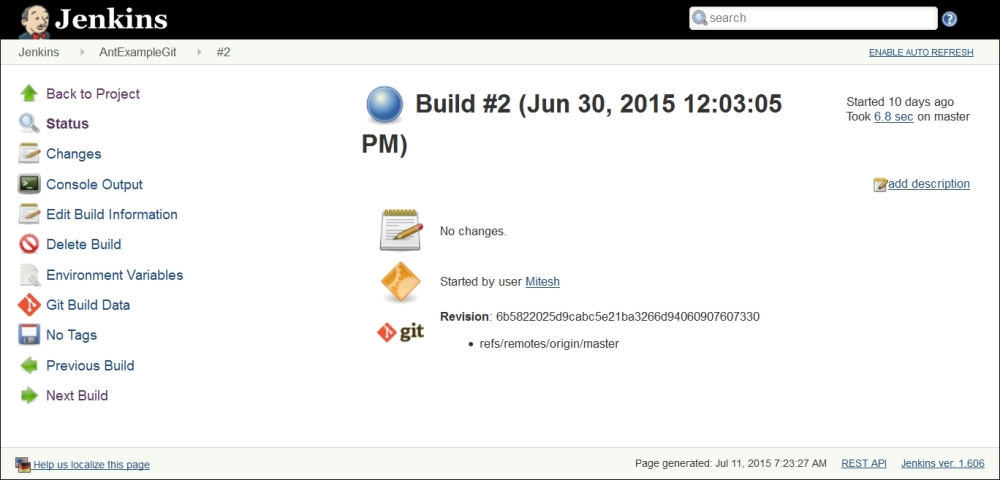 Jenkins
search
Jenkins AntExampleGit #2
ENABLE AUTO REFRESH
Back to Project
Status
Changes
Console Output
Edit Build Information
Delete Build
Environment Variables
Git Build Data
No Tags
Previous Build
Next Build
Build #2 (Jun 30, 2015 12:03:05
PM)
Started 10 days ago
Took 6.8 sec on master
add description
No changes.
Started by user Mitesh
git
Revision: 6b5822025d9cabc5e21ba3266d94060907607330
refs/remotes/origin/master
Help us localize this page
Page generated: Jul 11, 2015 7:23:27 AM REST API Jenkins ver. 1.606